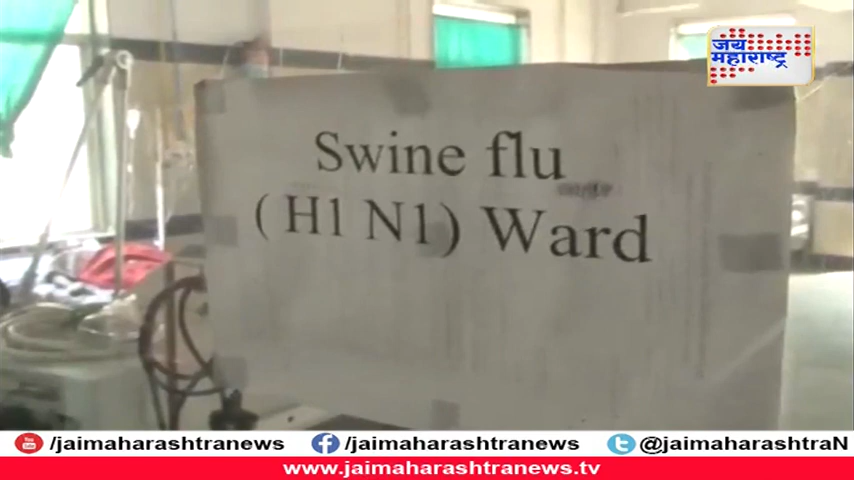 जय
महाराष्ट्र
Swine flu
( H1 N1) Ward
/jaimaharashtranews /jaimaharashtranews @jaimaharashtraN
www.jaimaharashtranews.tv